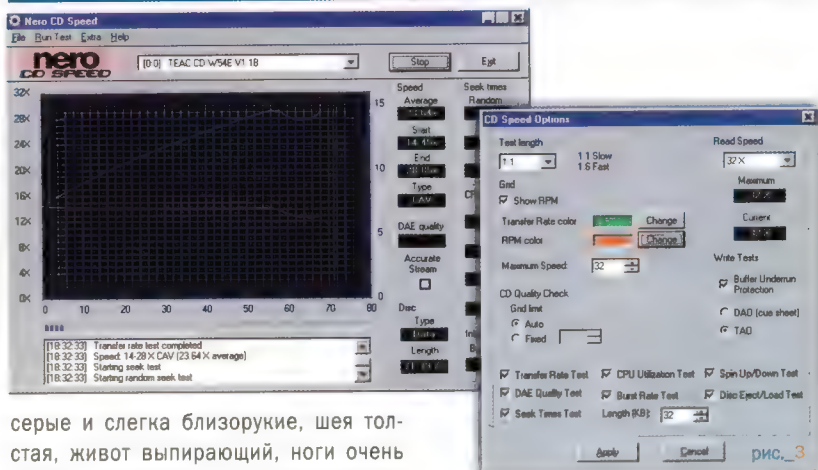 Nero CD Speed
File Run Test Extra Help
nero
CD SPEED
[0:0] TEAC CD W54E V1 1B
Stop
Exit
32X
28X
24X
20X
16X
12X
8X
4X
0X
15
10
5
0
0 10 20 30 40 50 60 70 80
Speed
Average
Start
End
Type
CAV
DAE quality
Accurate
Stream
Disc
Type
Data
Length
Seek times
Random
[18:32:33] Transfer rate test completed
[18:32:33] Speed: 14-28 X CAV (23.64 X average)
[18:32:33] Starting seek test
[18:32:33] Starting random seek test
CD Speed Options
Test length
1:1
1:1 Slow
1:6 Fast
Grid
Show RPM
Transfer Rate color
Change
RPM color
Change
Maximum Speed:
32
CD Quality Check
Grid limit
Auto
Fixed
Read Speed
32 X
Maximum
Current
Write Tests
Buffer Underrun
Protection
DAO (cue sheet)
TAO
Transfer Rate Test CPU Utilization Test Spin Up/Down Test
DAE Quality Test Burst Rate Test Disc Eject/Load Test
Seek Times Test Length (KB): 32
Apply
Cancel
серые и слегка близорукие, шея тол-
стая, живот выпирающий, ноги очень
рис._3